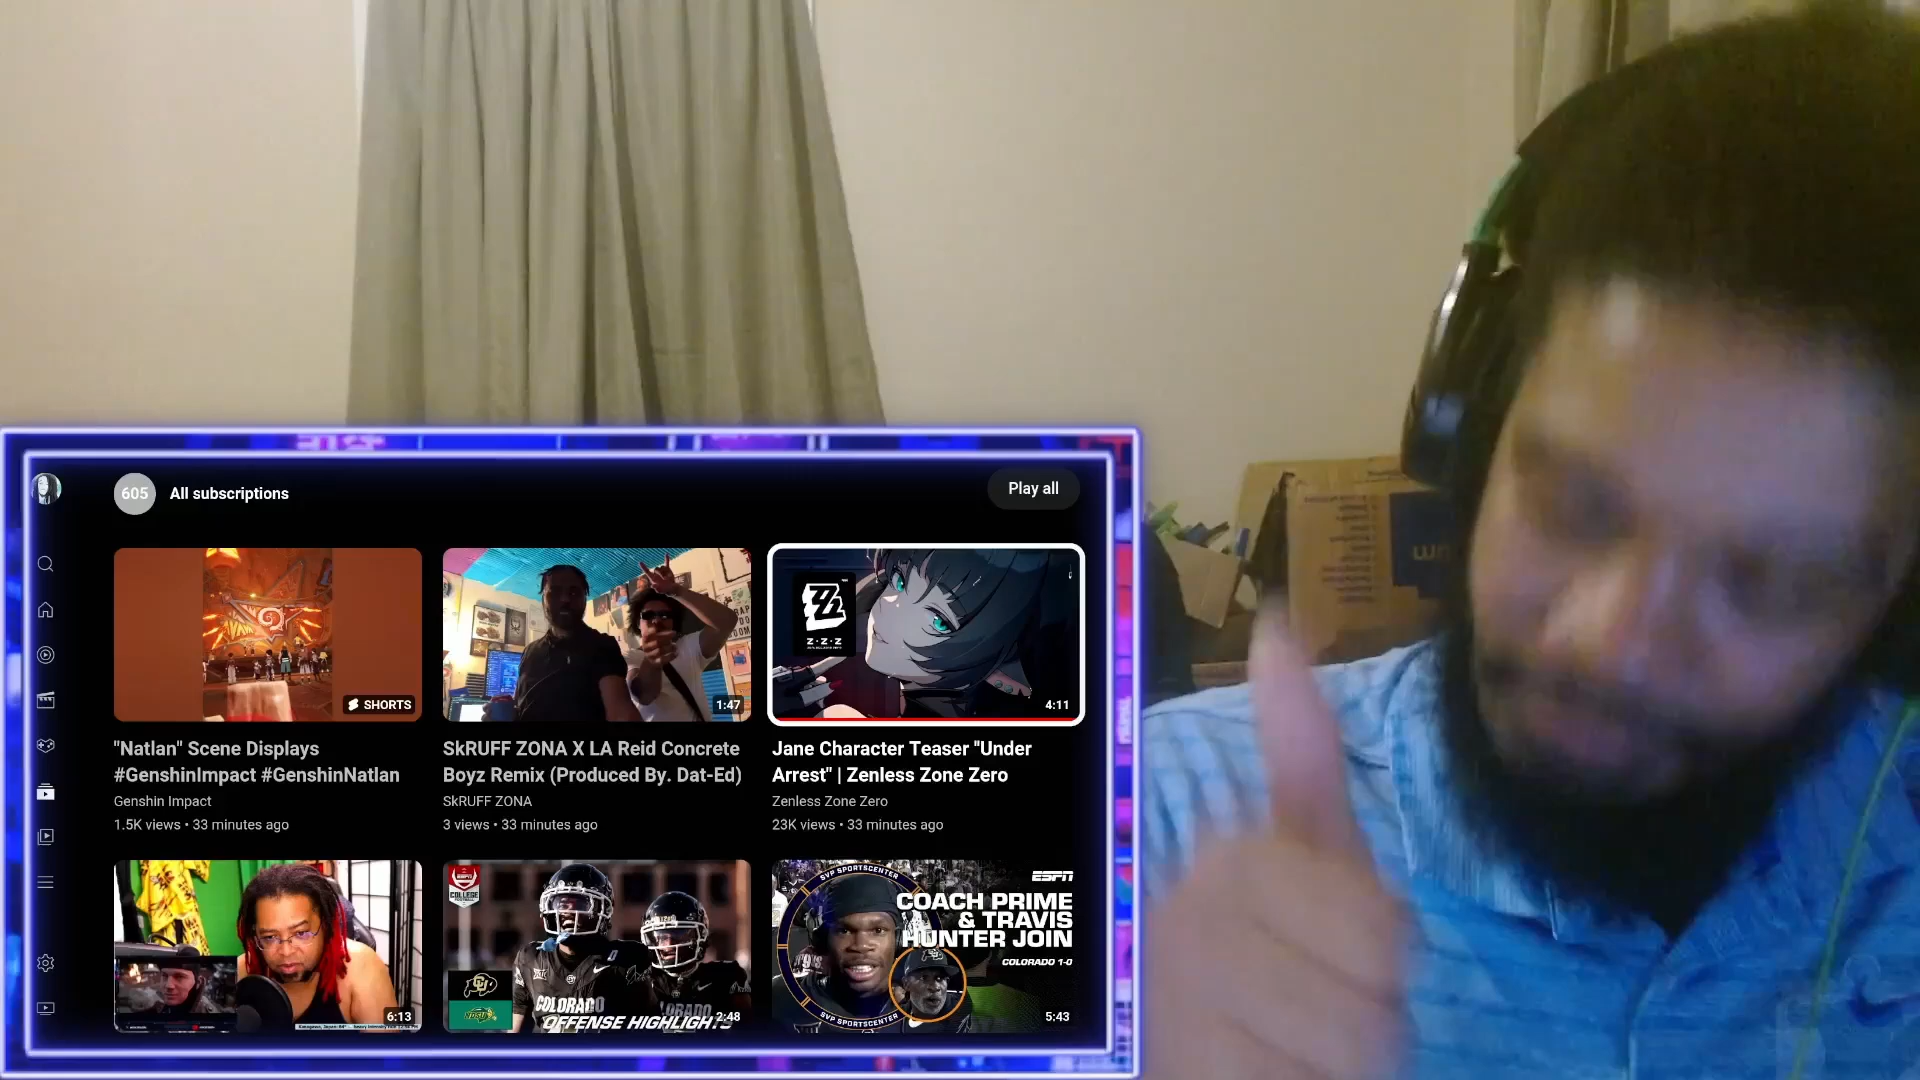 605
All subscriptions
Play all
SHORTS
1:47
Z·Z·Z
4:11
"Natlan" Scene Displays
#GenshinImpact #GenshinNatlan
Genshin Impact
1.5K views • 33 minutes ago
SkRUFF ZONA X LA Reid Concrete
Boyz Remix (Produced By. Dat-Ed)
SkRUFF ZONA
3 views • 33 minutes ago
Jane Character Teaser "Under
Arrest" | Zenless Zone Zero
Zenless Zone Zero
23K views • 33 minutes ago
6:13
ESPN
COLLEGE
COLORADO
OFFENSE HIGHLIGHTS
2:48
SVP SPORTSCENTER
ESPN
COACH PRIME
& TRAVIS
HUNTER JOIN
COLORADO 1-0
SVP SPORTSCENTER
5:43